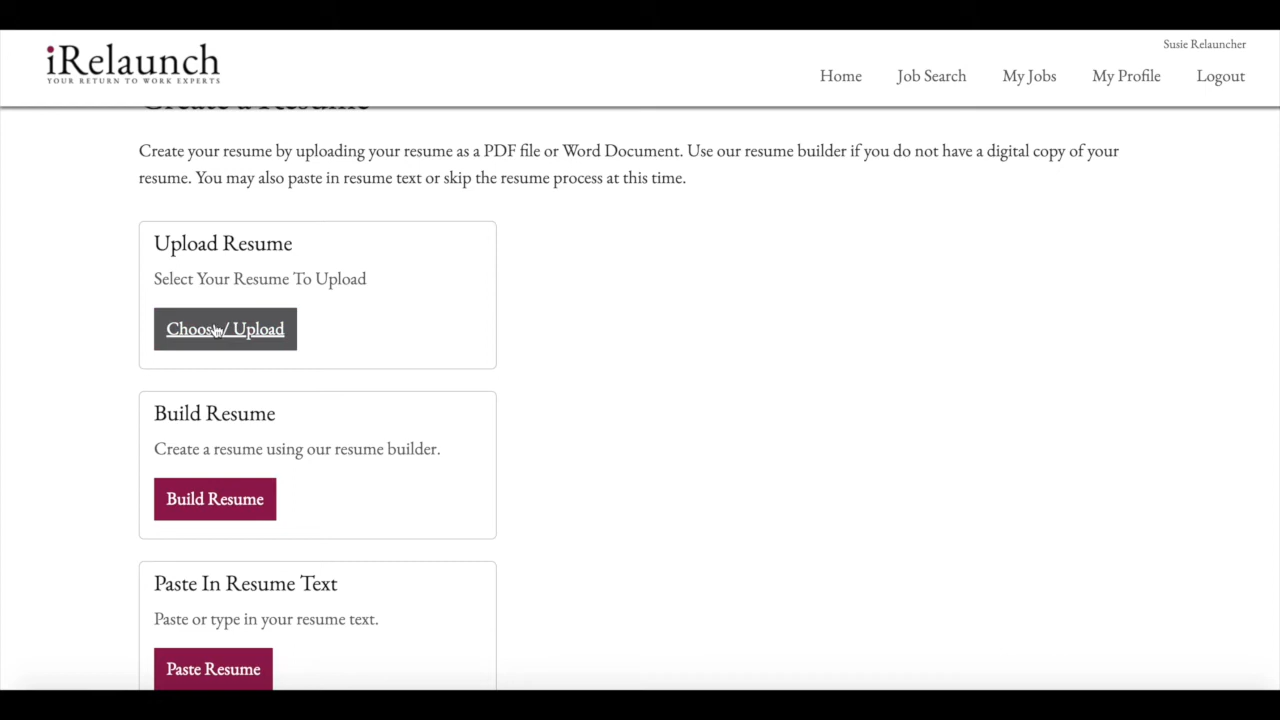 iRelaunch
YOUR RETURN TO WORK EXPERTS
Susie Relauncher
Home
Job Search
My Jobs
My Profile
Logout
Create a Resume
Create your resume by uploading your resume as a PDF file or Word Document. Use our resume builder if you do not have a digital copy of your
resume. You may also paste in resume text or skip the resume process at this time.
Upload Resume
Select Your Resume To Upload
Choose / Upload
Build Resume
Create a resume using our resume builder.
Build Resume
Paste In Resume Text
Paste or type in your resume text.
Paste Resume